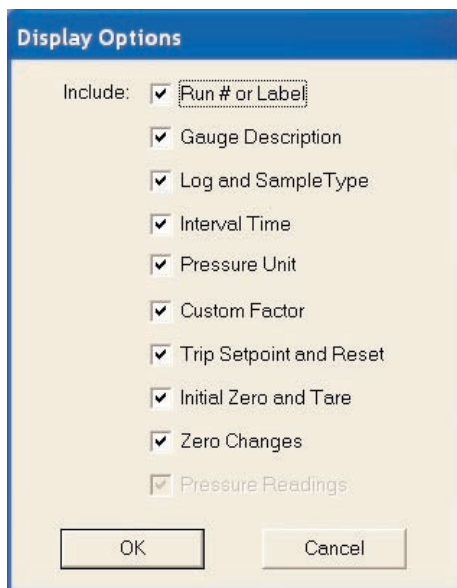 Display Options
Include: Run # or Label
Gauge Description
Log and SampleType
Interval Time
Pressure Unit
Custom Factor
Trip Setpoint and Reset
Initial Zero and Tare
Zero Changes
Pressure Readings
OK Cancel